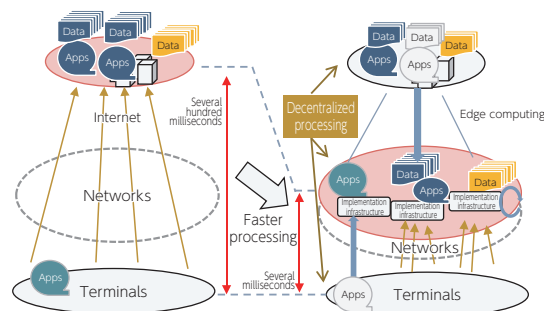 Data
Data
Data
Apps
Apps
Internet
Networks
Apps
Terminals
Several hundred
milliseconds
Faster
processing
Several
milliseconds
Decentralized
processing
Data
Data
Data
Apps
Apps
Edge computing
Apps
Data
Data
Apps
Implementation
infrastructure
Implementation
infrastructure
Implementation
infrastructure
Networks
Apps
Terminals